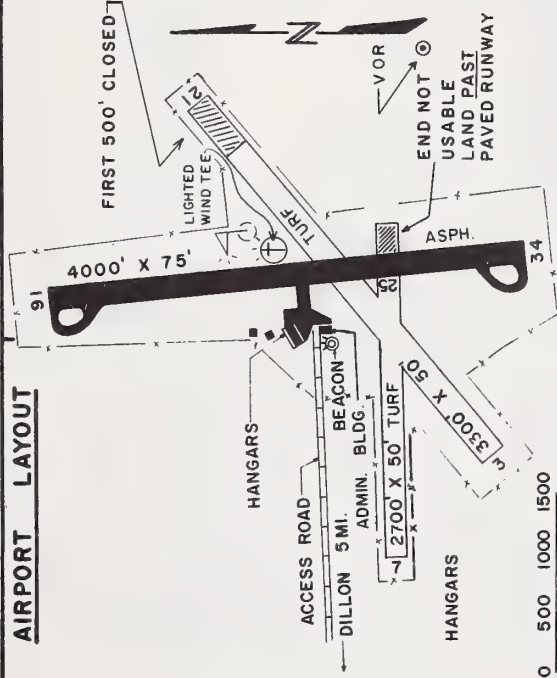 AIRPORT LAYOUT
FIRST 500' CLOSED
N
16
4000' X 75'
LIGHTED
WIND TEE
T
21
TURF
VOR
END NOT
USABLE
LAND PAST
PAVED RUNWAY
ASPH.
25
34
HANGARS
ACCESS ROAD
BEACON
DILLON 5 MI.
ADMIN. BLDG.
7
2700' X 50' TURF
3300' X 50'
3
HANGARS
0 500 1000 1500